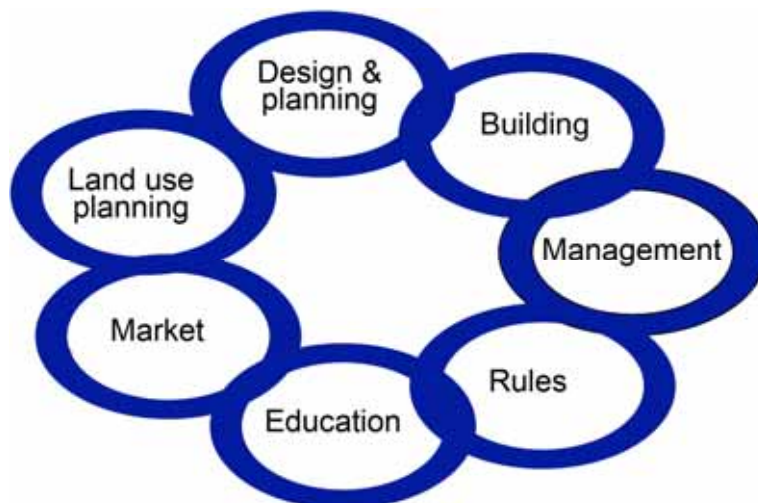 Design &
planning
Building
Management
Rules
Education
Market
Land use
planning